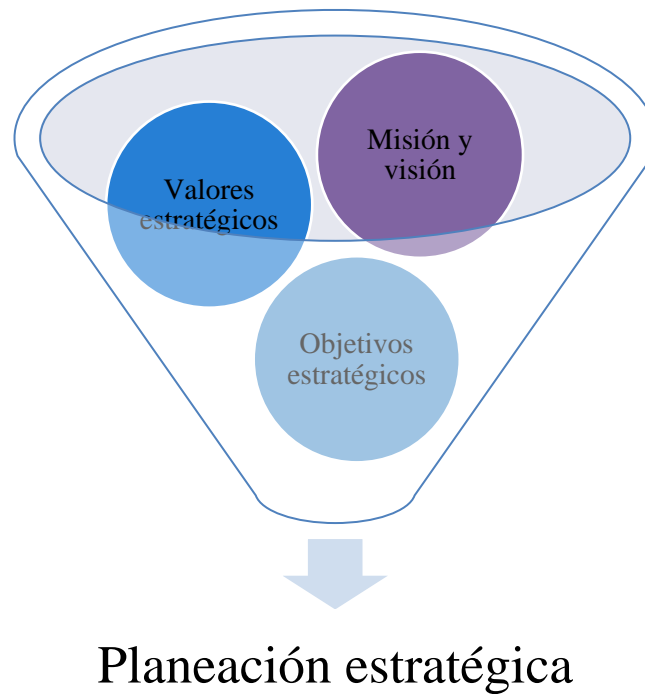 Misión y
visión
Valores
estratégicos
Objetivos
estratégicos
Planeación estratégica